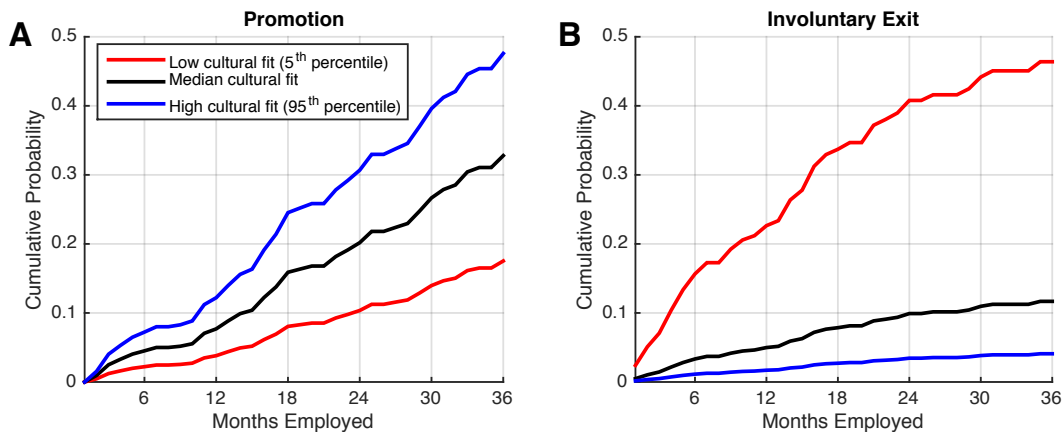 A
Promotion
Cumulative Probability
0.5
0.4
0.3
0.2
0.1
0
Low cultural fit (5th percentile)
Median cultural fit
High cultural fit (95th percentile)
6 12 18 24 30 36
Months Employed
B
Involuntary Exit
Cumulative Probability
0.5
0.4
0.3
0.2
0.1
0
6 12 18 24 30 36
Months Employed